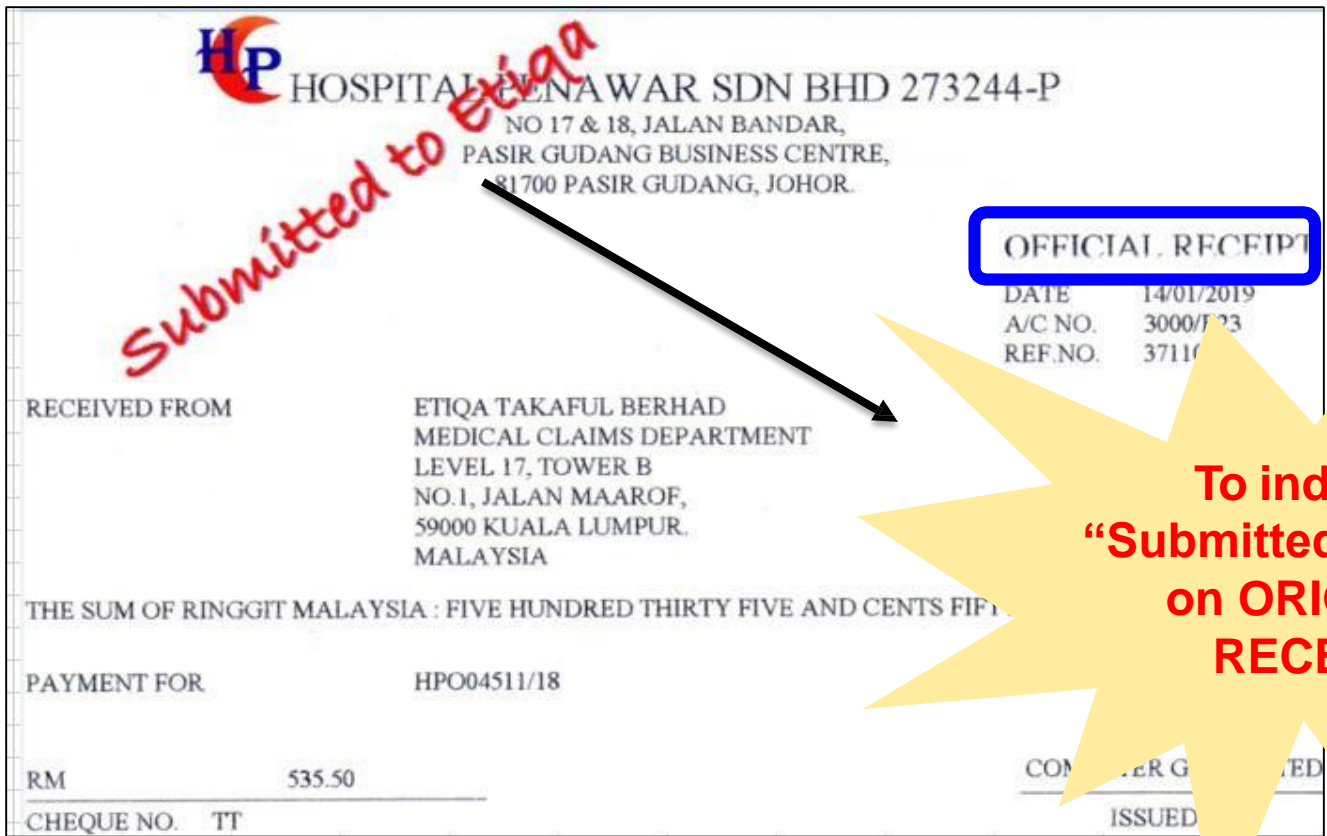 HP
HOSPITAL PENAWAR SDN BHD 273244-P
NO 17 & 18, JALAN BANDAR,
PASIR GUDANG BUSINESS CENTRE,
81700 PASIR GUDANG, JOHOR.
Submitted to Etiqa
OFFICIAL RECEIPT
DATE 14/01/2019
A/C NO.
REF.NO.
RECEIVED FROM ETIQA TAKAFUL BERHAD
MEDICAL CLAIMS DEPARTMENT
LEVEL 17, TOWER B
NO.1, JALAN MAAROF,
59000 KUALA LUMPUR.
MALAYSIA
To
“Submitted
on
THE SUM OF RINGGIT MALAYSIA : FIVE HUNDRED THIRTY FIVE AND CENTS
PAYMENT FOR HPO04511/18
RM 535.50
CHEQUE NO. TT
ISSUED